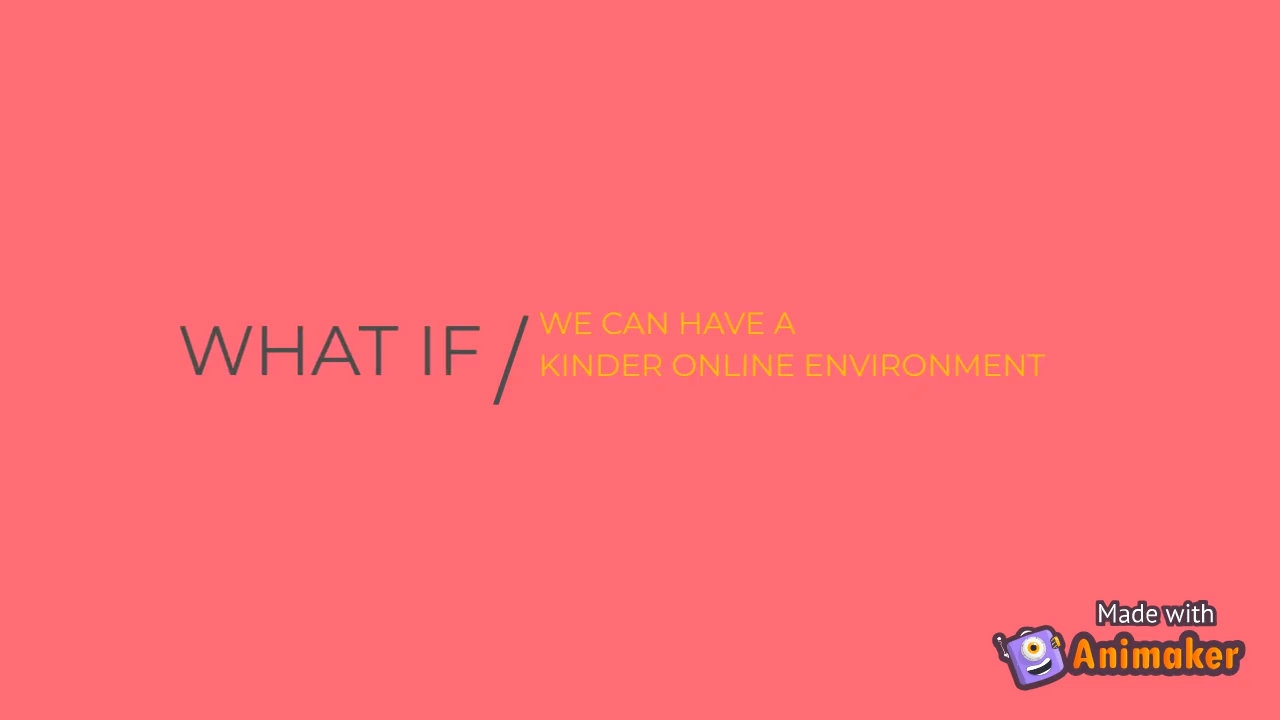 WHAT IF /
WE CAN HAVE A
KINDER ONLINE ENVIRONMENT
Made with
Animaker